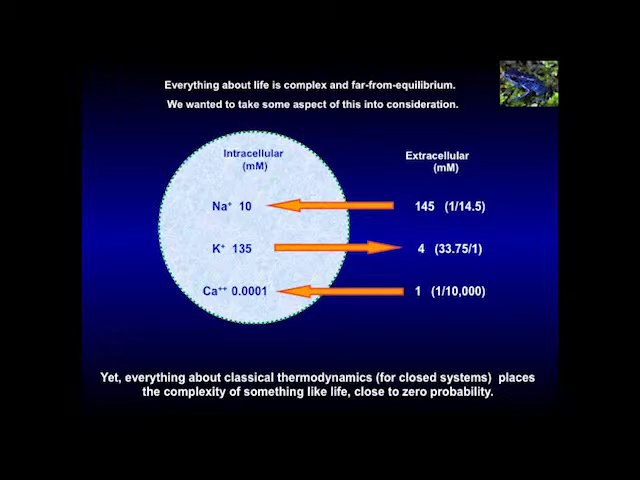 Everything about life is complex and far-from-equilibrium.
We wanted to take some aspect of this into consideration.
Intracellular
(mM)
Extracellular
(mM)
Na⁺ 10
145 (1/14.5)
K⁺ 135
4 (33.75/1)
Ca⁺⁺ 0.0001
1 (1/10,000)
Yet, everything about classical thermodynamics (for closed systems) places
the complexity of something like life, close to zero probability.